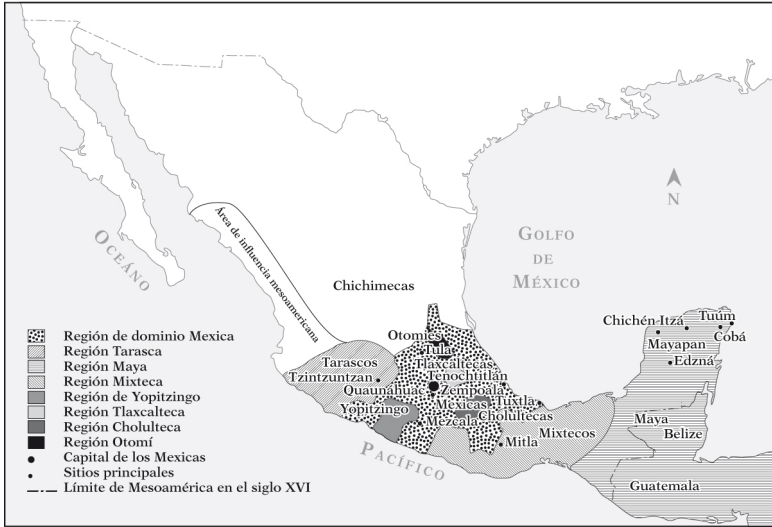 OCÉANO
PACÍFICO
GOLFO
DE
MÉXICO
N
Área de influencia mesoamericana
Chichimecas
Otomíes
Tula
Tlaxcaltecas
Tenochtitlán
Tarascos
Tzintzuntzan
Quaunáhuac
Cempoala
Yopitzingo
Mexicas
Tuxtla
Cholultecas
Mezcala
Mitla
Mixtecos
Chichén Itzá
Tuúm
Cobá
Mayapan
Edzná
Maya
Belize
Guatemala
Región de dominio Mexica
Región Tarasca
Región Maya
Región Mixteca
Región de Yopitzingo
Región Tlaxcalteca
Región Cholulteca
Región Otomí
Capital de los Mexicas
Sitios principales
Límite de Mesoamérica en el siglo XVI